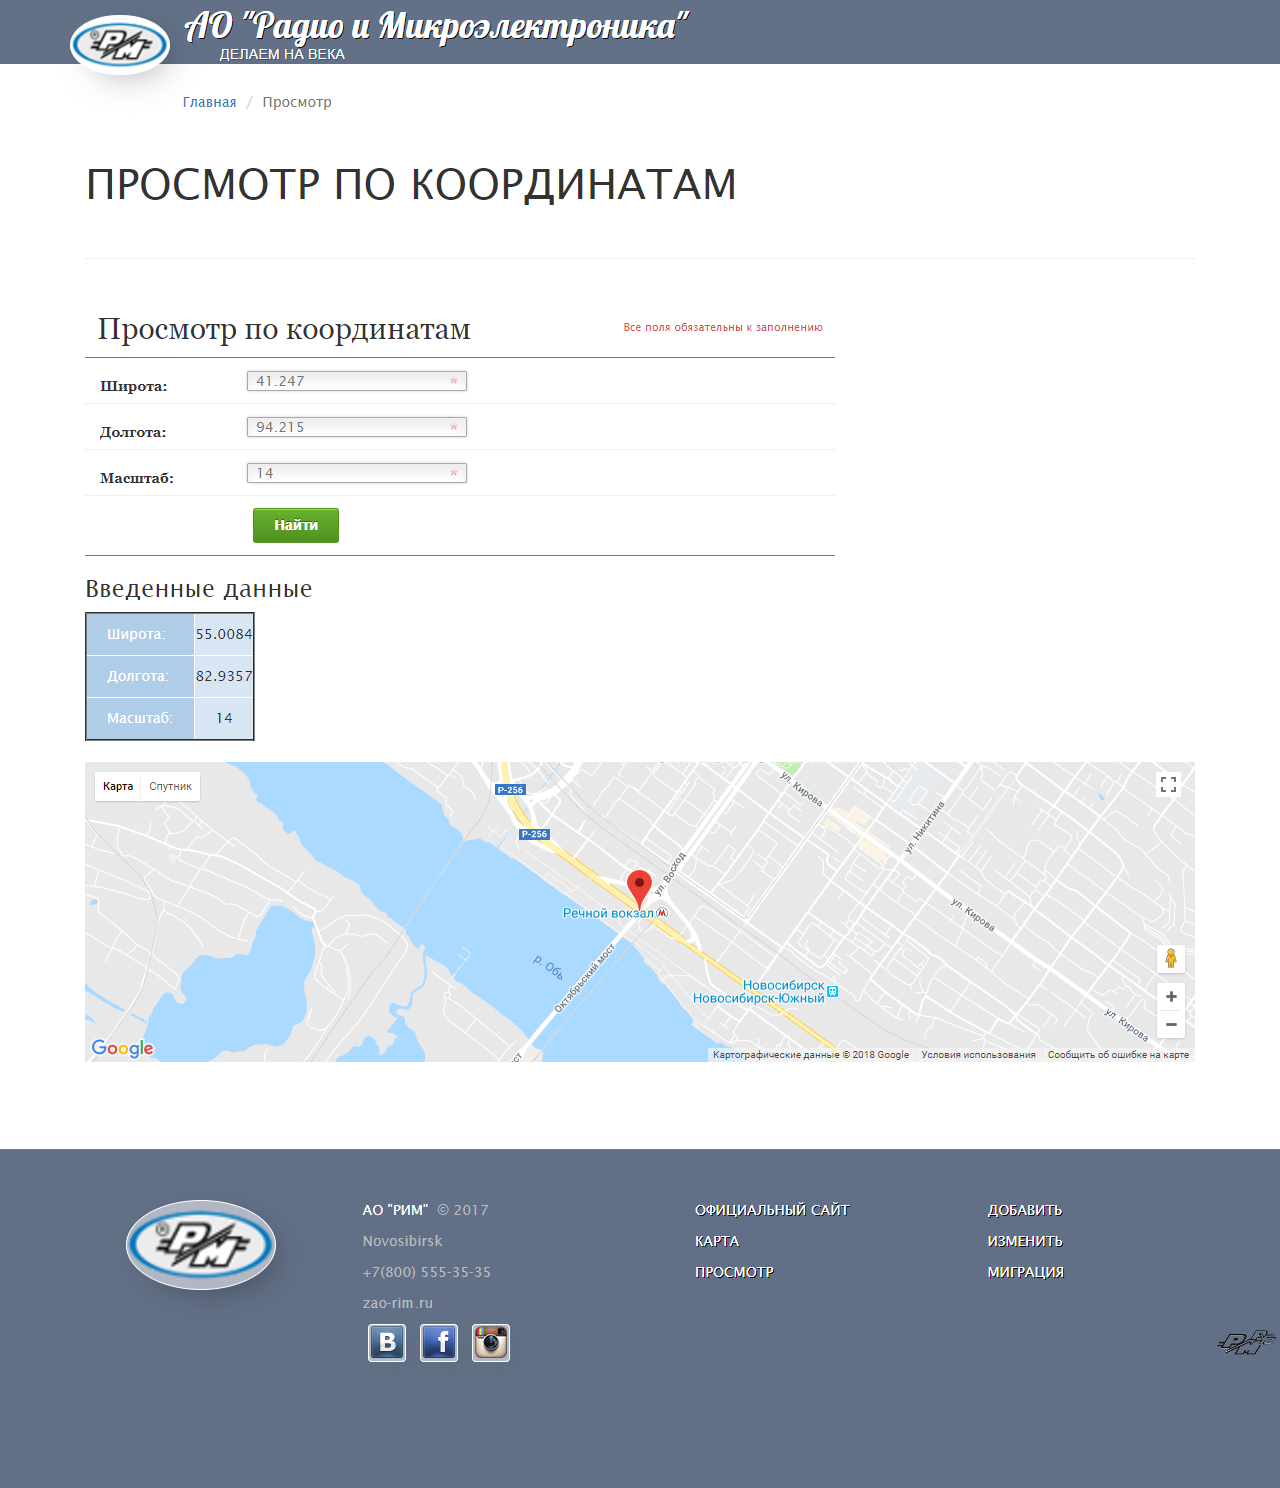 АО "Радио и Микроэлектроника"
ДЕЛАЕМ НА ВЕКА
Главная / Просмотр
ПРОСМОТР ПО КООРДИНАТАМ
Просмотр по координатам
Все поля обязательны к заполнению
Широта: 41.247 *
Долгота: 94.215 *
Масштаб: 14 *
Найти
Введенные данные
Широта: 55.0084
Долгота: 82.9357
Масштаб: 14
Карта Спутник
Р-256
Р-256
ул. Кирова
ул. Никитина
ул. Восход
Речной вокзал
ул. Кирова
р. Обь
Октябрьский мост
Новосибирск
Новосибирск-Южный
ул. Кирова
Google
Картографические данные © 2018 Google Условия использования Сообщить об ошибке на карте
РМ
АО "РИМ" © 2017
Novosibirsk
+7(800) 555-35-35
zao-rim.ru
ОФИЦИАЛЬНЫЙ САЙТ
КАРТА
ПРОСМОТР
ДОБАВИТЬ
ИЗМЕНИТЬ
МИГРАЦИЯ